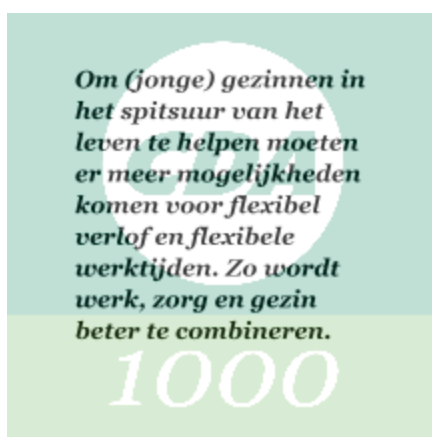 Om (jonge) gezinnen in
het spitsuur van het
leven te helpen moeten
er meer mogelijkheden
komen voor flexibel
verlof en flexibele
werktijden. Zo wordt
werk, zorg en gezin
beter te combineren.
CDA
1000